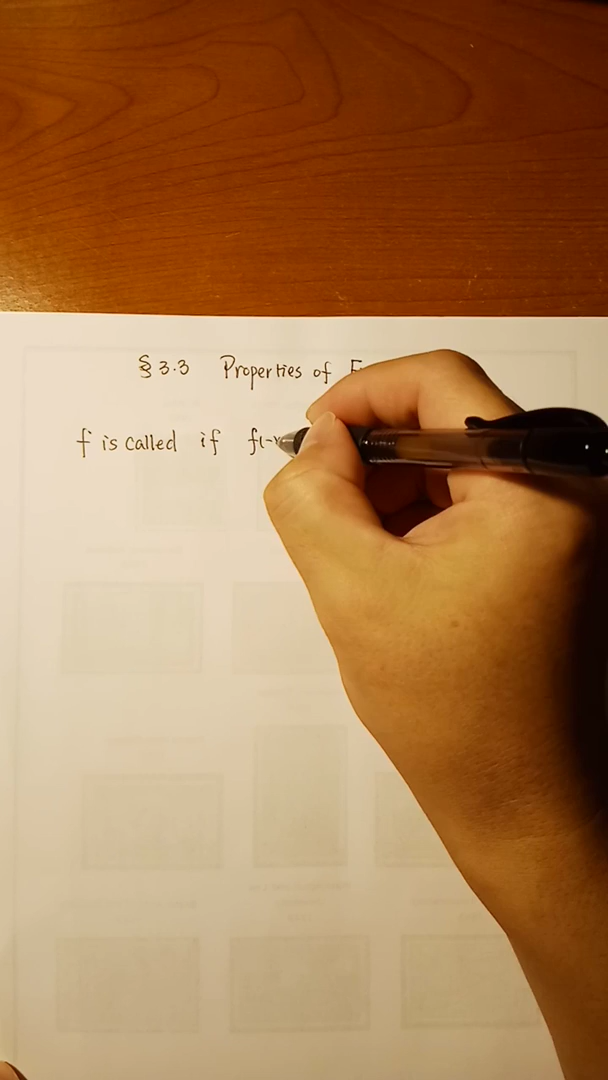 §3.3 Properties of F
f is called if f(-x